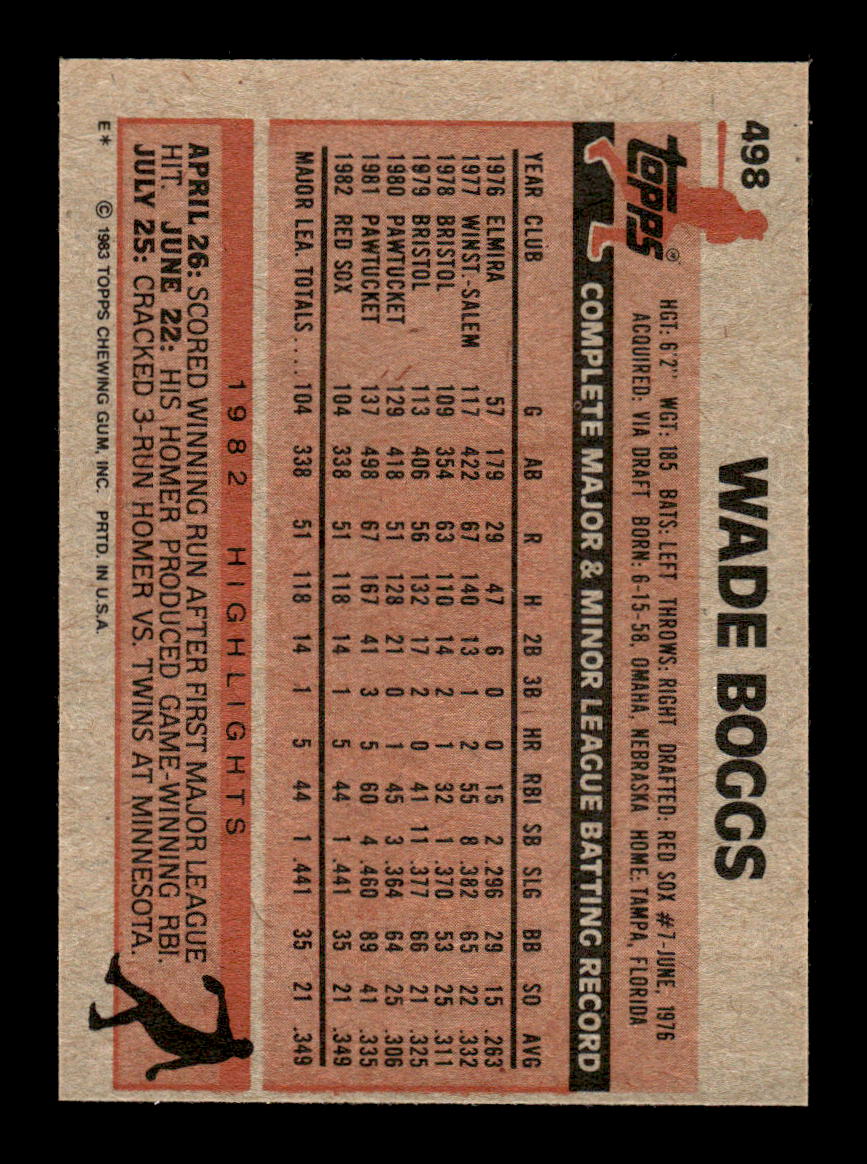 498
WADE BOGGS
TOPPS®
HGT: 6'2" WGT: 185 BATS: LEFT THROWS: RIGHT DRAFTED: RED SOX #7-JUNE, 1976
ACQUIRED: VIA DRAFT BORN: 6-15-58, OMAHA, NEBRASKA HOME: TAMPA, FLORIDA
COMPLETE MAJOR & MINOR LEAGUE BATTING RECORD
YEAR CLUB G AB R H 2B 3B HR RBI SB SLG BB SO AVG
1976 ELMIRA 57 179 29 47 6 0 0 15 2 .296 29 15 .263
1977 WINST.-SALEM 117 422 67 140 13 1 2 55 8 .382 65 22 .332
1978 BRISTOL 109 354 63 110 14 2 1 32 1 .370 53 25 .311
1979 BRISTOL 113 406 56 132 17 2 0 41 11 .377 66 21 .325
1980 PAWTUCKET 129 418 51 128 21 0 1 45 3 .364 64 25 .306
1981 PAWTUCKET 137 498 67 167 41 3 5 60 4 .460 89 41 .335
1982 RED SOX 104 338 51 118 14 1 5 44 1 .441 35 21 .349
MAJOR LEA. TOTALS.... 104 338 51 118 14 1 5 44 1 .441 35 21 .349
1982 HIGHLIGHTS
APRIL 26: SCORED WINNING RUN AFTER FIRST MAJOR LEAGUE
HIT. JUNE 22: HIS HOMER PRODUCED GAME-WINNING RBI.
JULY 25: CRACKED 3-RUN HOMER VS. TWINS AT MINNESOTA.
E* © 1983 TOPPS CHEWING GUM, INC. PRTD. IN U.S.A.